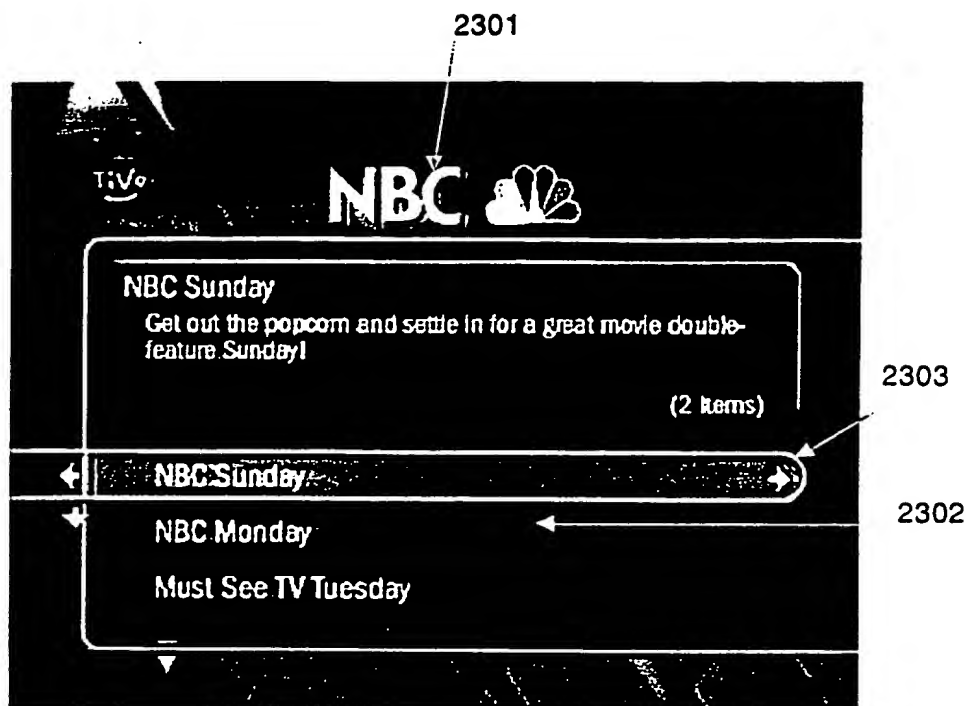 2301
TiVo
NBC
NBC Sunday
Get out the popcorn and settle in for a great movie double-
feature Sunday!
(2 items)
2303
NBC Sunday
2302
NBC Monday
Must See TV Tuesday